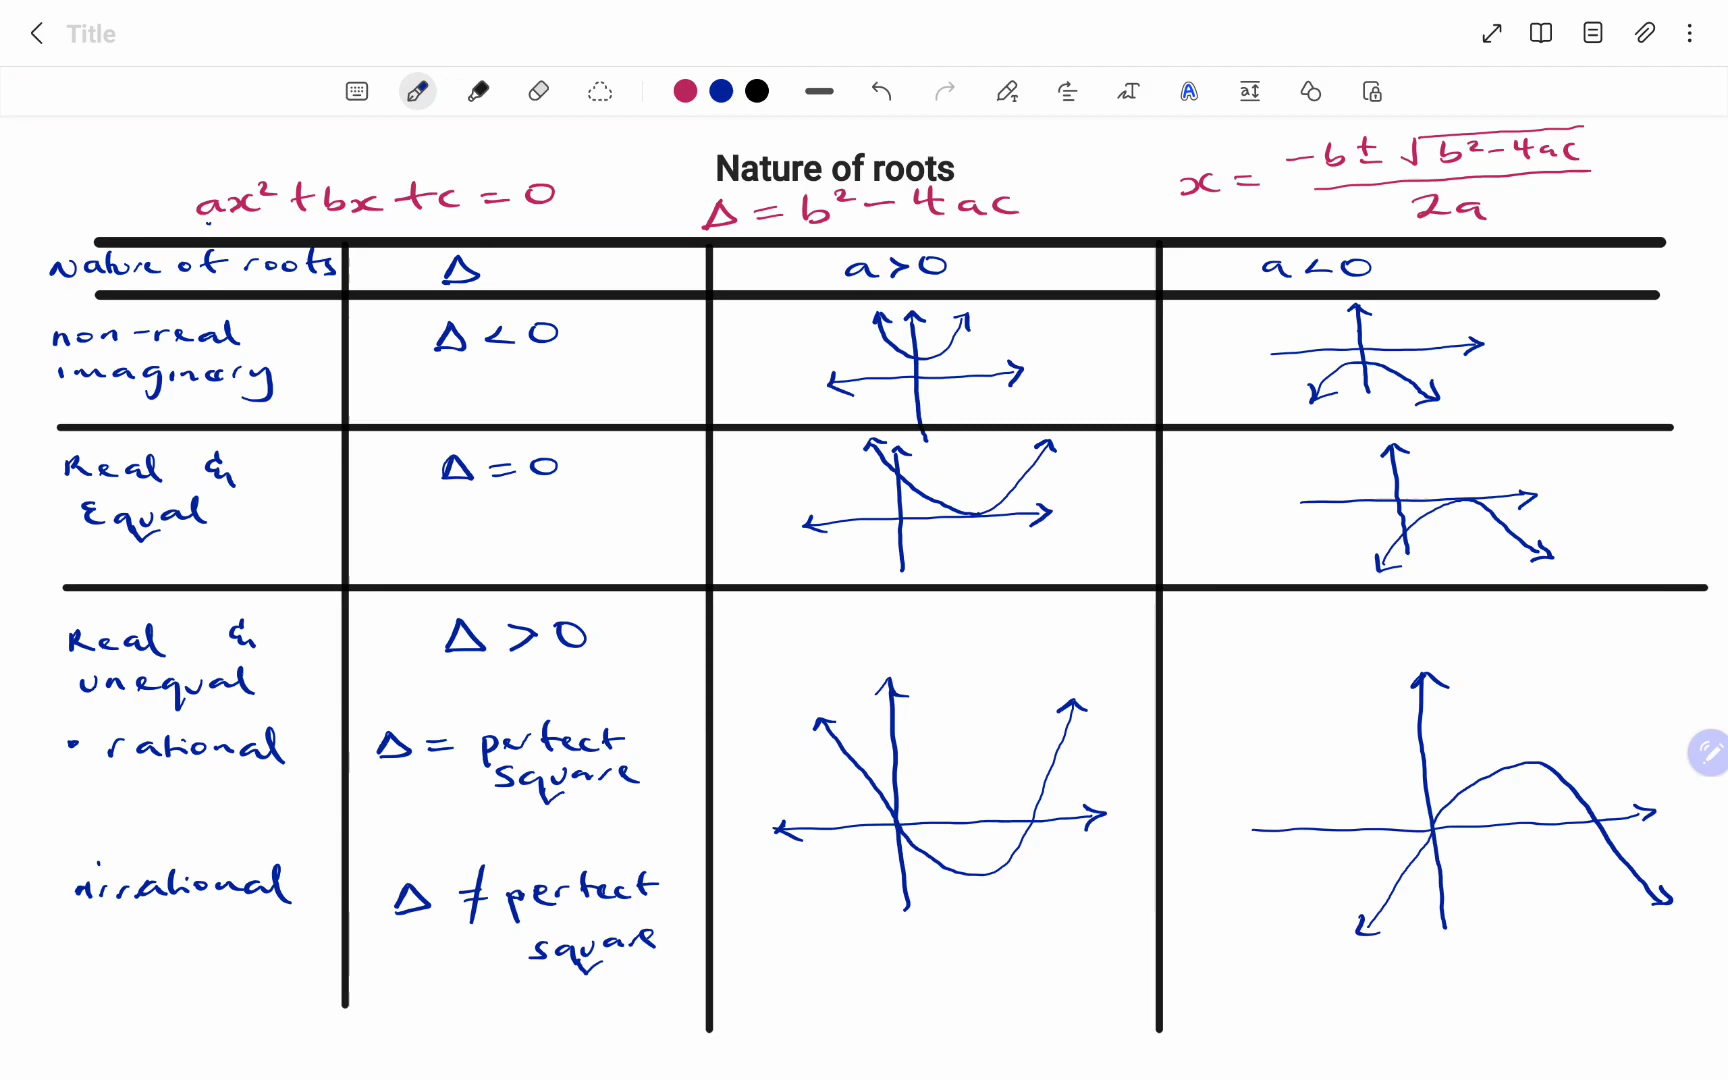 Title
Nature of roots
ax² + bx + c = 0
Δ = b² - 4ac
x = (-b ± √(b² - 4ac)) / 2a
Nature of roots Δ a > 0 a < 0
non-real Δ < 0
imaginary
Real & Δ = 0
Equal
Real & Δ > 0
unequal
• rational Δ = perfect
square
irrational Δ ≠ perfect
square